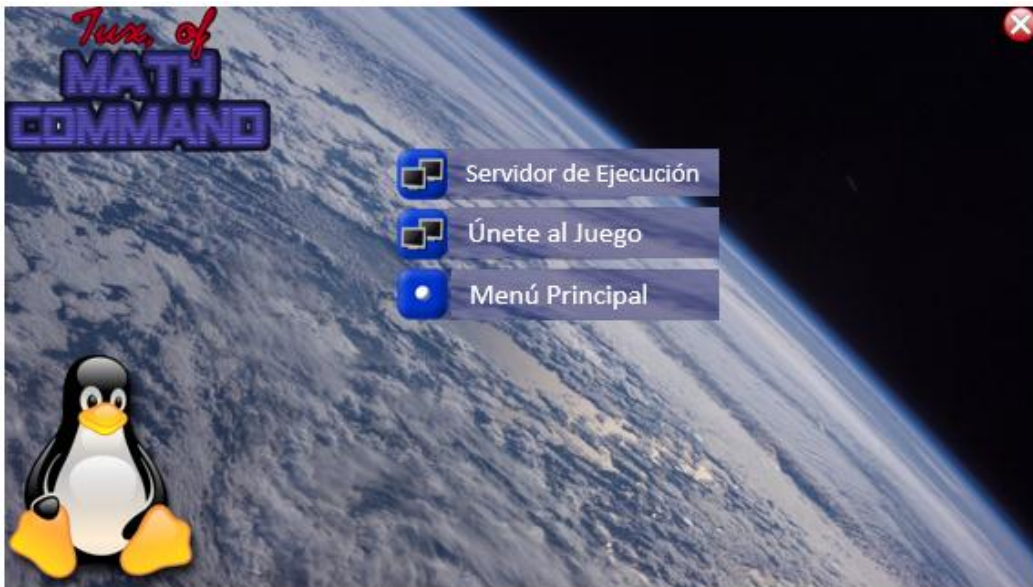 Tux, of
MATH
COMMAND
Servidor de Ejecución
Únete al Juego
Menú Principal